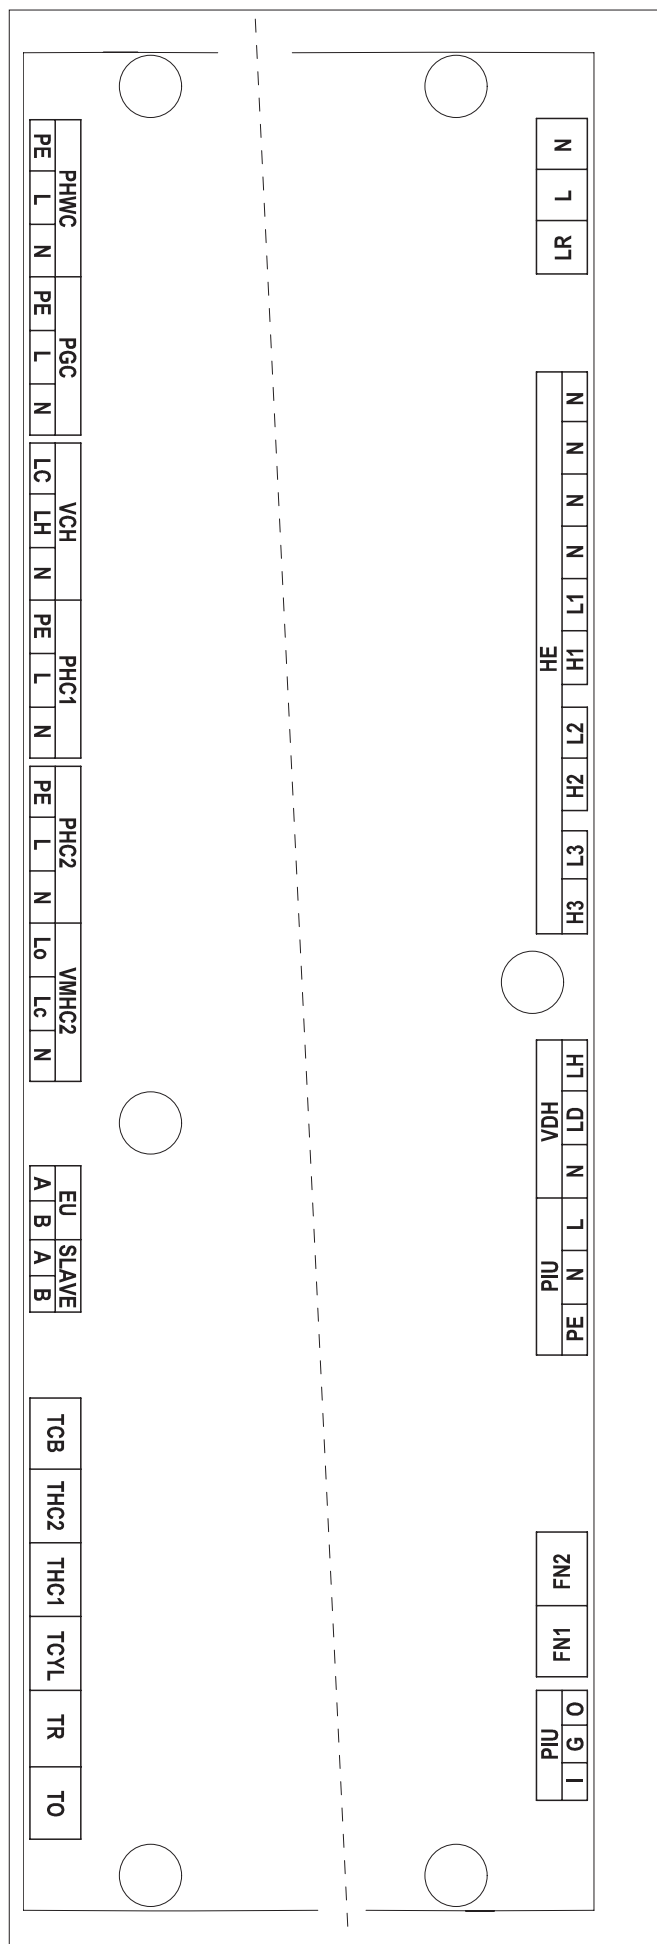 PHWC
PE L N
PGC
PE L N
VCH
LC LH N
PHC1
PE L N
PHC2
PE L N
VMHC2
Lo Lc N
EU
A B
SLAVE
A B
TCB
THC2
THC1
TCYL
TR
TO
LR L N
HE
H3 L3 H2 L2 H1 L1 N N N N
VDH
N LD LH
PIU
PE N L
FN1 FN2
PIU
I G O